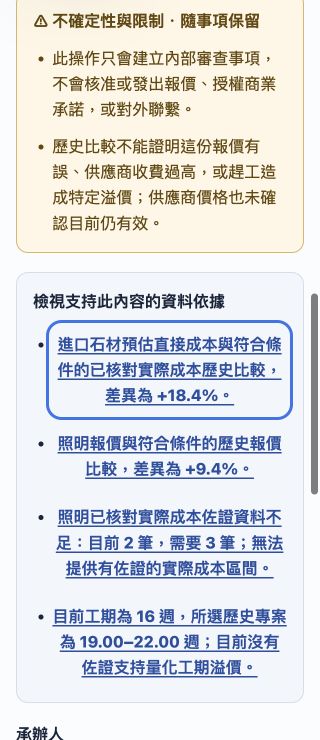 ⚠ 不確定性與限制 · 隨事項保留
• 此操作只會建立內部審查事項，
不會核准或發出報價、授權商業
承諾，或對外聯繫。
• 歷史比較不能證明這份報價有
誤、供應商收費過高，或趕工造
成特定溢價；供應商價格也未確
認目前仍有效。
檢視支持此內容的資料依據
• 進口石材預估直接成本與符合條
件的已核對實際成本歷史比較，
差異為 +18.4%。
• 照明報價與符合條件的歷史報價
比較，差異為 +9.4%。
• 照明已核對實際成本佐證資料不
足：目前 2 筆，需要 3 筆；無法
提供有佐證的實際成本區間。
• 目前工期為 16 週，所選歷史專案
為 19.00–22.00 週；目前沒有
佐證支持量化工期溢價。
承辦人